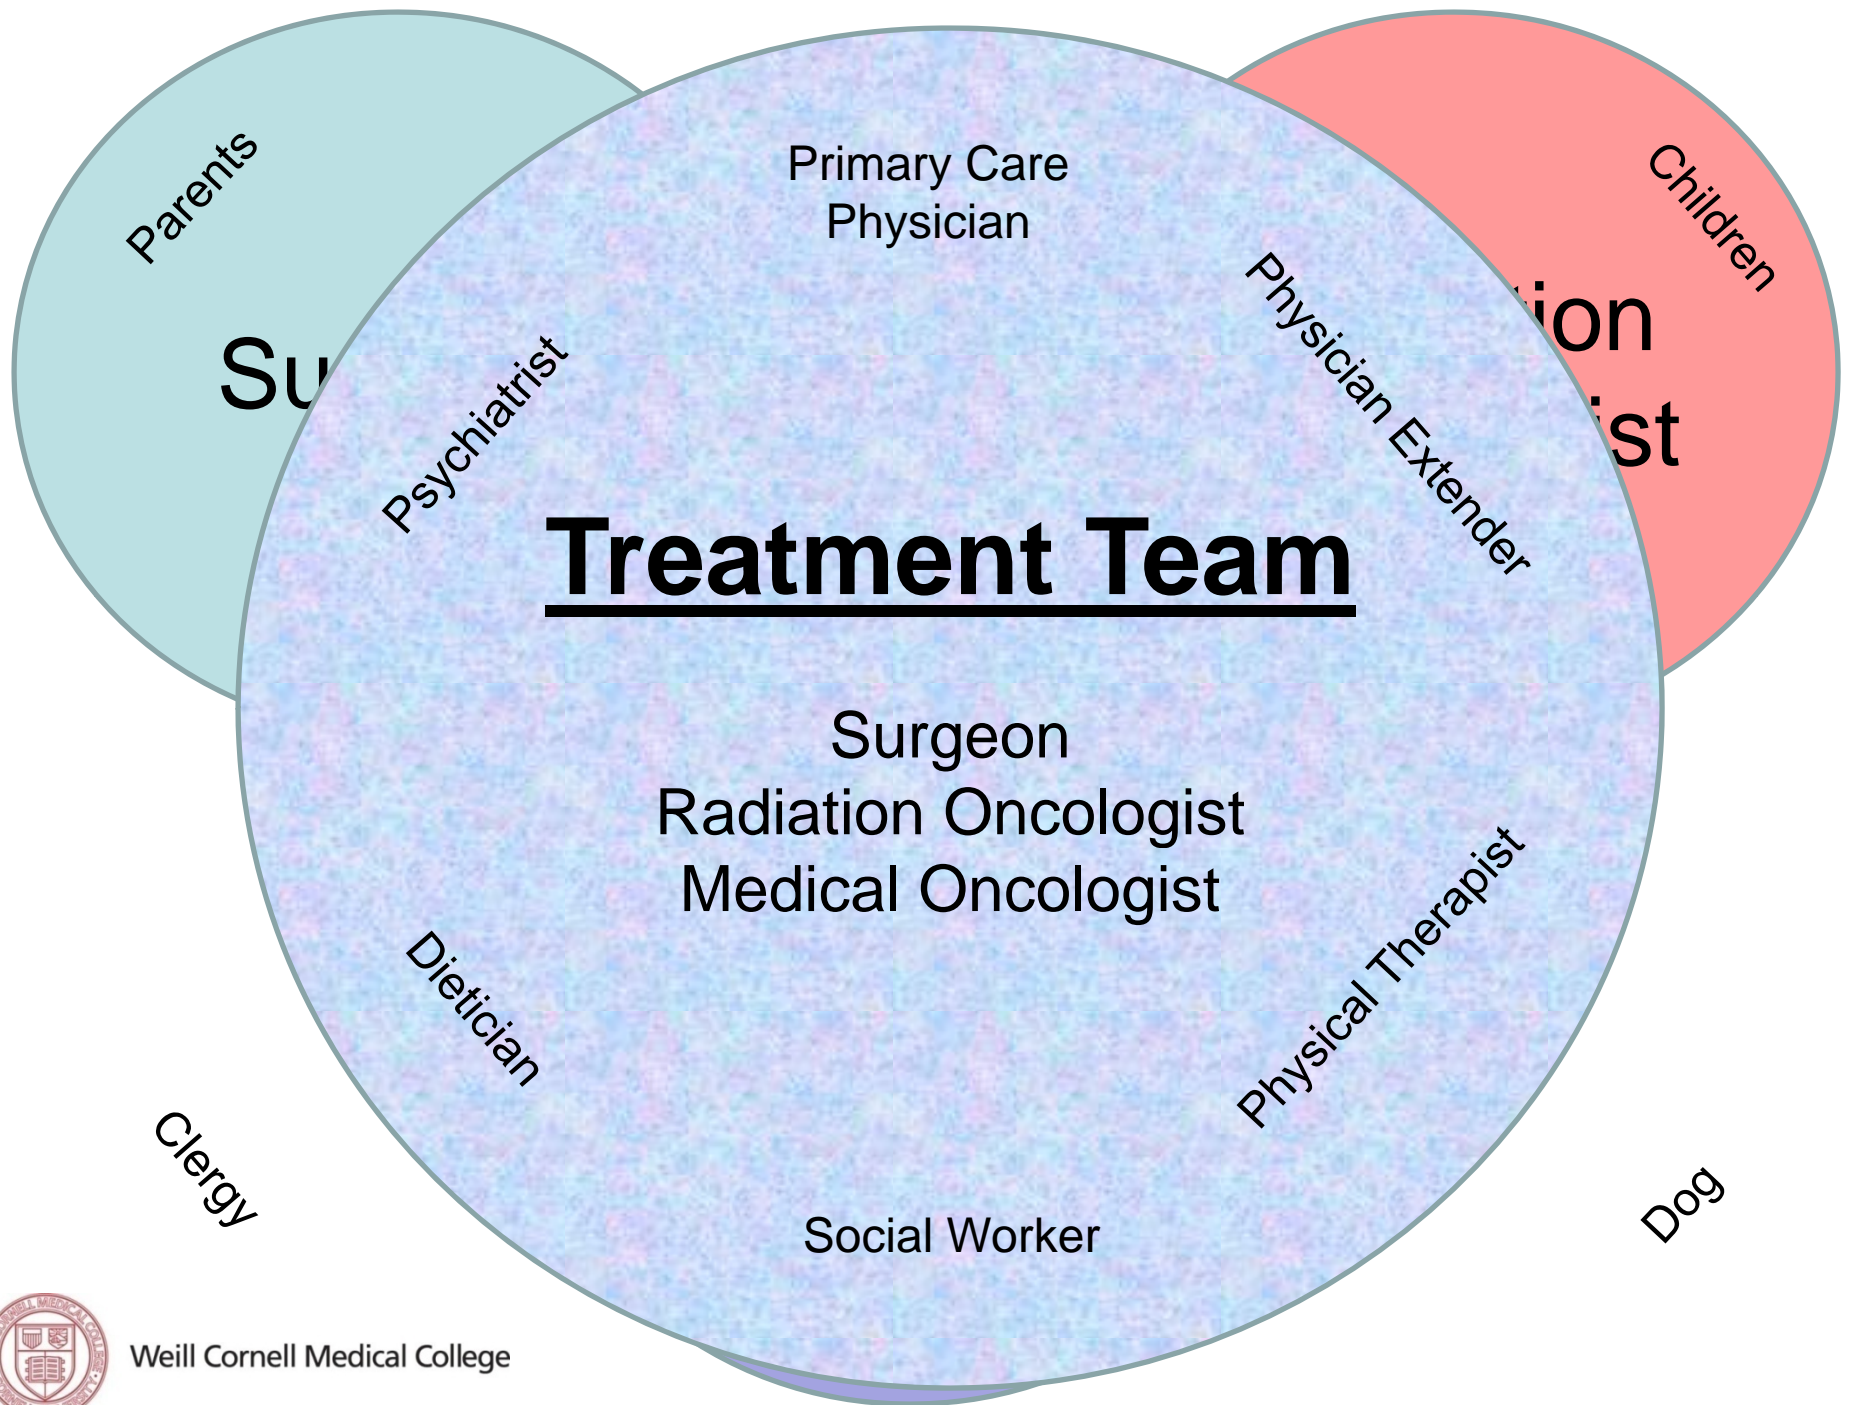 Parents
Children
Primary Care
Physician
Physician Extender
Psychiatrist
Su
ion
ist
Treatment Team
Surgeon
Radiation Oncologist
Medical Oncologist
Dietician
Physical Therapist
Clergy
Dog
Social Worker
Weill Cornell Medical College